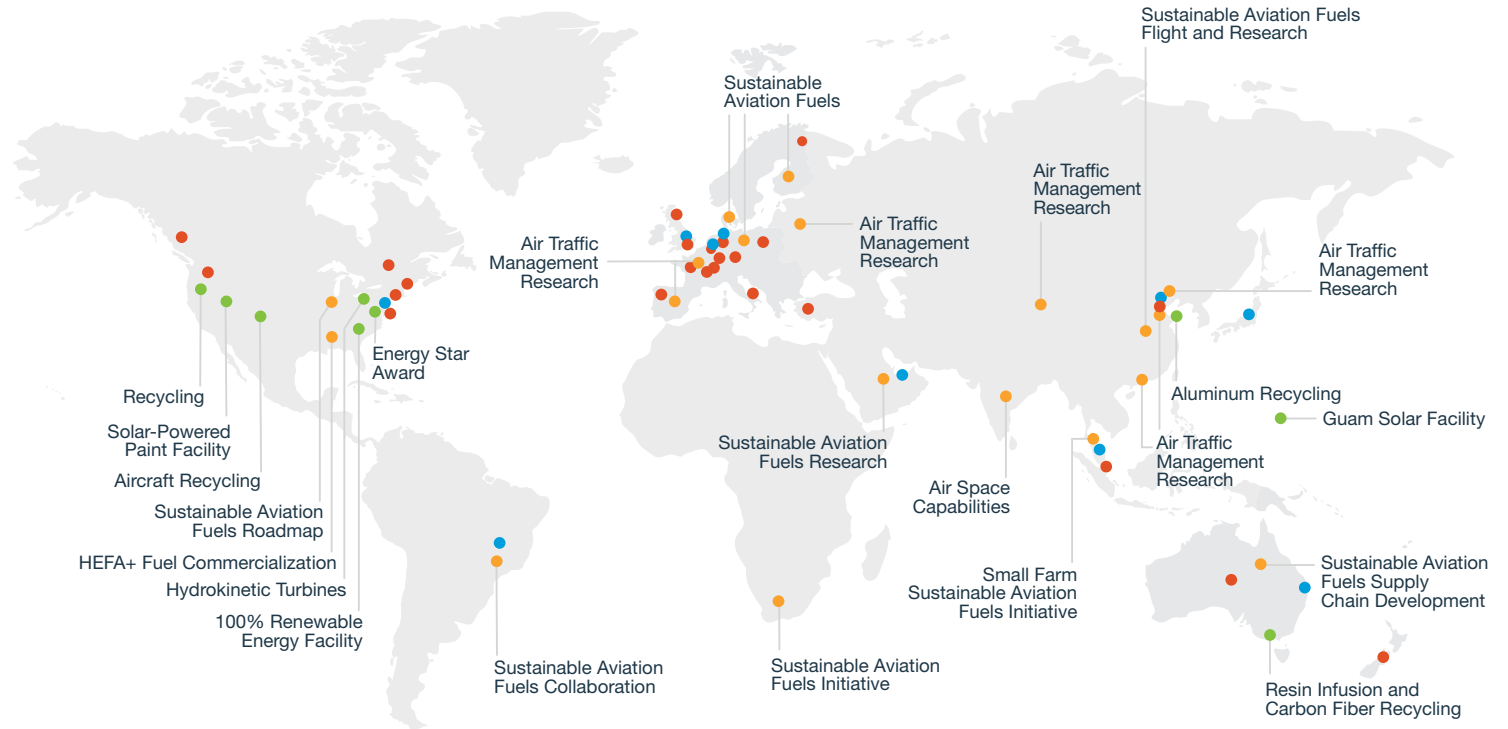 Sustainable Aviation Fuels
Flight and Research
Sustainable
Aviation Fuels
Air Traffic
Management
Research
Air Traffic
Management
Research
Air Traffic
Management
Research
Air Traffic
Management
Research
Energy Star
Award
Recycling
Solar-Powered
Paint Facility
Aircraft Recycling
Sustainable Aviation
Fuels Roadmap
HEFA+ Fuel Commercialization
Hydrokinetic Turbines
100% Renewable
Energy Facility
Sustainable Aviation
Fuels Collaboration
Sustainable Aviation
Fuels Research
Sustainable Aviation
Fuels Initiative
Air Space
Capabilities
Small Farm
Sustainable Aviation
Fuels Initiative
Aluminum Recycling
Guam Solar Facility
Air Traffic
Management
Research
Sustainable Aviation
Fuels Supply
Chain Development
Resin Infusion and
Carbon Fiber Recycling